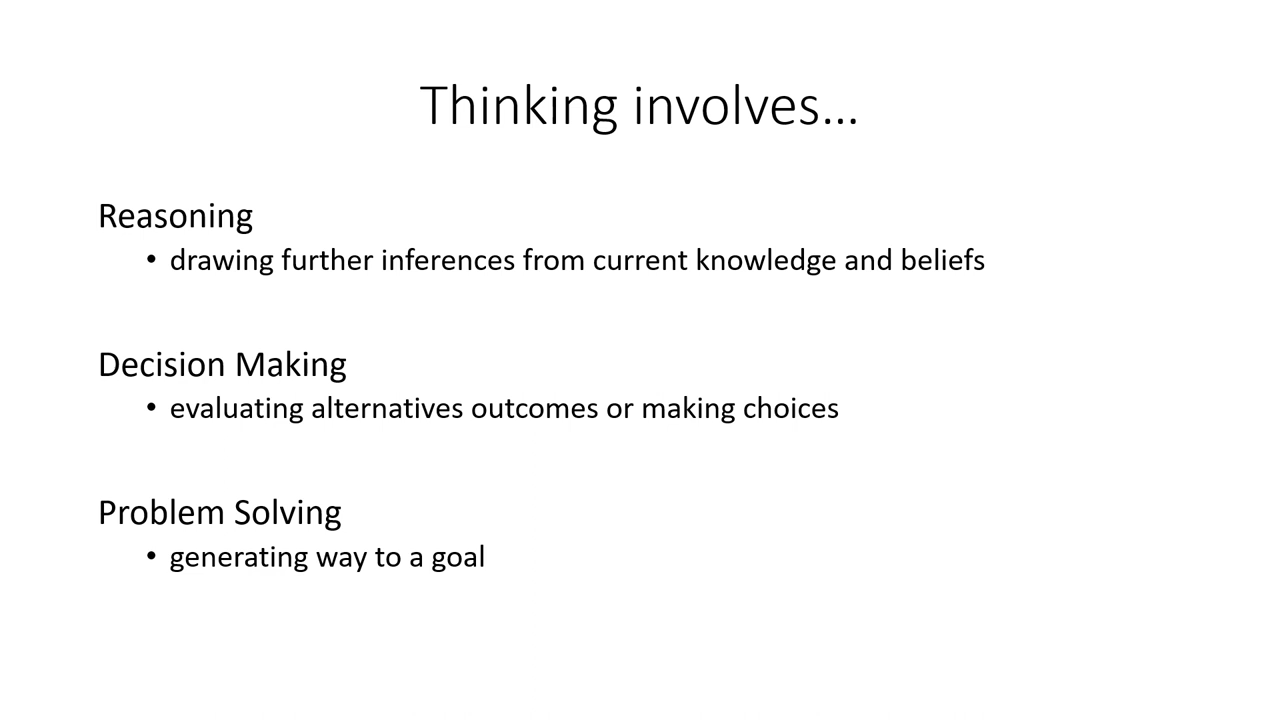 Thinking involves…
Reasoning
• drawing further inferences from current knowledge and beliefs
Decision Making
• evaluating alternatives outcomes or making choices
Problem Solving
• generating way to a goal